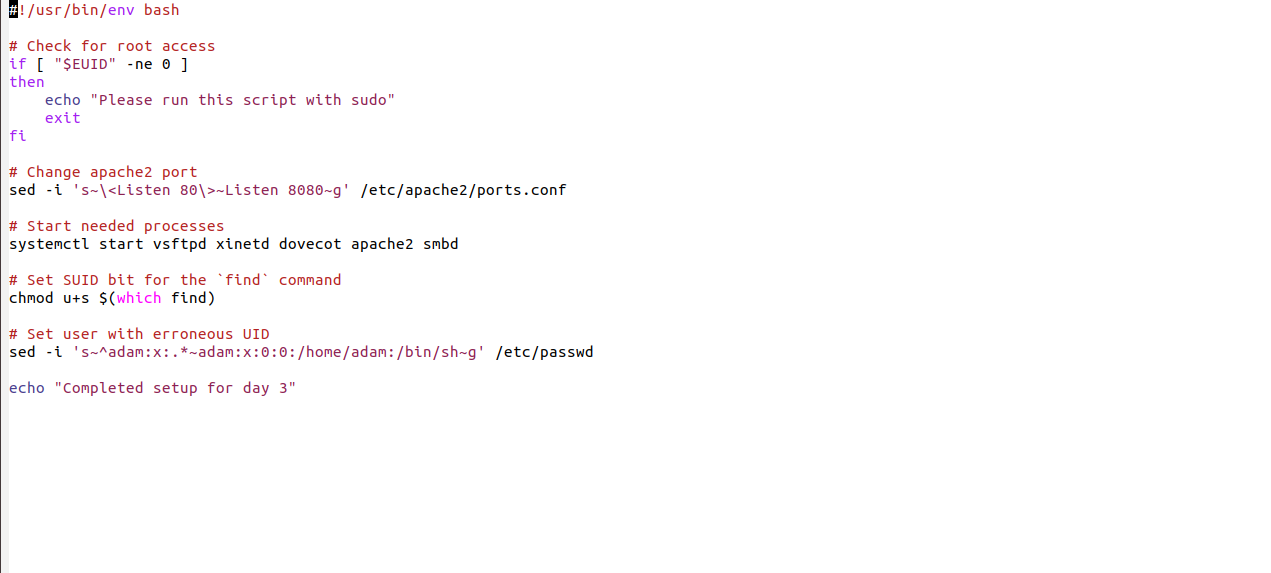 #!/usr/bin/env bash
# Check for root access
if [ "$EUID" -ne 0 ]
then
    echo "Please run this script with sudo"
    exit
fi
# Change apache2 port
sed -i 's~\<Listen 80\>~Listen 8080~g' /etc/apache2/ports.conf
# Start needed processes
systemctl start vsftpd xinetd dovecot apache2 smbd
# Set SUID bit for the `find` command
chmod u+s $(which find)
# Set user with erroneous UID
sed -i 's~^adam:x:.*~adam:x:0:0:/home/adam:/bin/sh~g' /etc/passwd
echo "Completed setup for day 3"